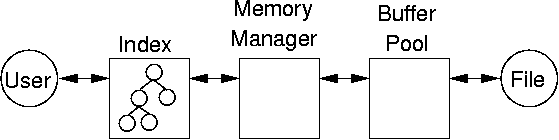 Memory
Manager
Buffer
Pool
Index
User
File